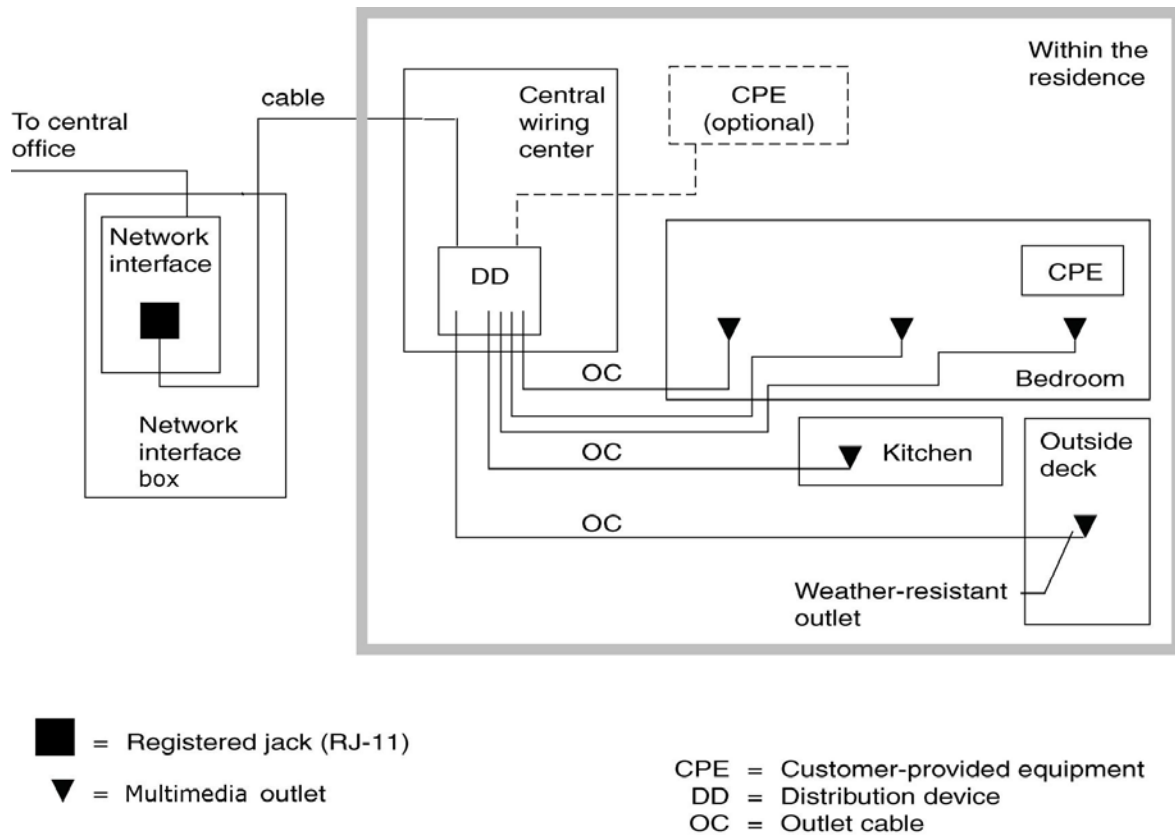 To central
office
cable
Network
interface
Network
interface
box
Central
wiring
center
DD
CPE
(optional)
Within the
residence
CPE
Bedroom
OC
OC
Kitchen
OC
Outside
deck
Weather-resistant
outlet
= Registered jack (RJ-11)
= Multimedia outlet
CPE = Customer-provided equipment
DD = Distribution device
OC = Outlet cable